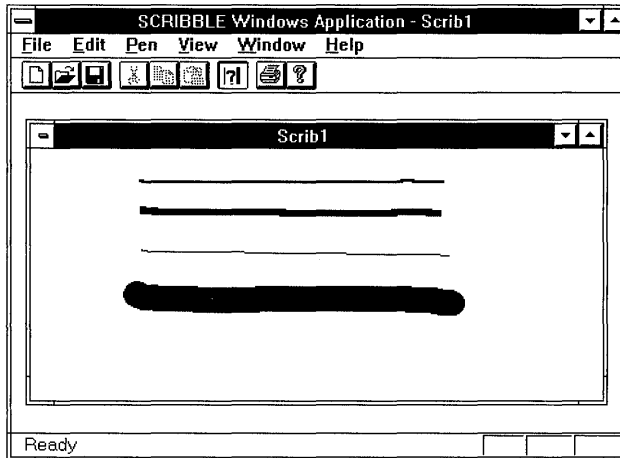 SCRIBBLE Windows Application - Scrib1
File Edit Pen View Window Help
Scrib1
Ready